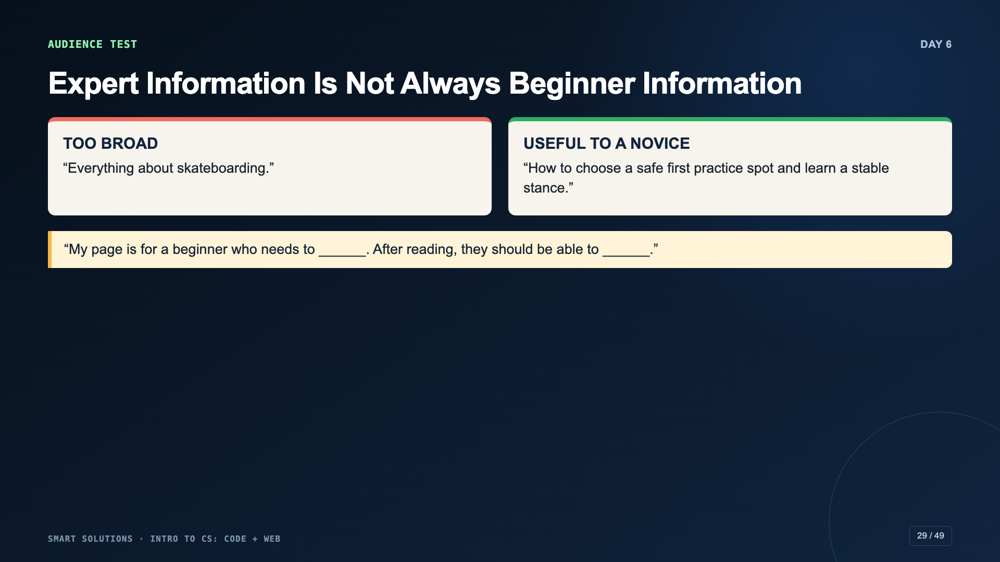 AUDIENCE TEST
DAY 6
Expert Information Is Not Always Beginner Information
TOO BROAD
“Everything about skateboarding.”
USEFUL TO A NOVICE
“How to choose a safe first practice spot and learn a stable
stance.”
“My page is for a beginner who needs to ______. After reading, they should be able to ______.”
SMART SOLUTIONS · INTRO TO CS: CODE + WEB
29 / 49